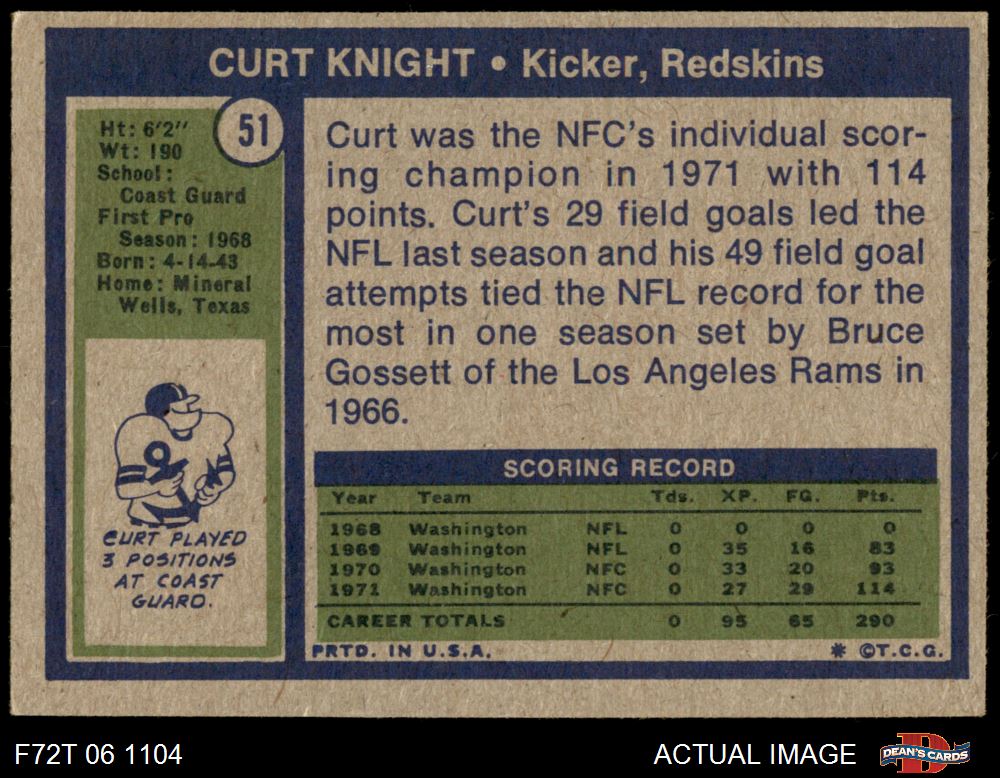 CURT KNIGHT • Kicker, Redskins
51
Ht: 6'2"
Wt: 190
School:
Coast Guard
First Pro
Season: 1968
Born: 4-14-43
Home: Mineral
Wells, Texas
CURT PLAYED
3 POSITIONS
AT COAST
GUARD.
Curt was the NFC's individual scor-
ing champion in 1971 with 114
points. Curt's 29 field goals led the
NFL last season and his 49 field goal
attempts tied the NFL record for the
most in one season set by Bruce
Gossett of the Los Angeles Rams in
1966.
SCORING RECORD
Year Team Tds. XP. FG. Pts.
1968 Washington NFL 0 0 0 0
1969 Washington NFL 0 35 16 83
1970 Washington NFC 0 33 20 93
1971 Washington NFC 0 27 29 114
CAREER TOTALS 0 95 65 290
PRTD. IN U.S.A. * ©T.C.G.
F72T 06 1104 ACTUAL IMAGE D DEAN'S CARDS